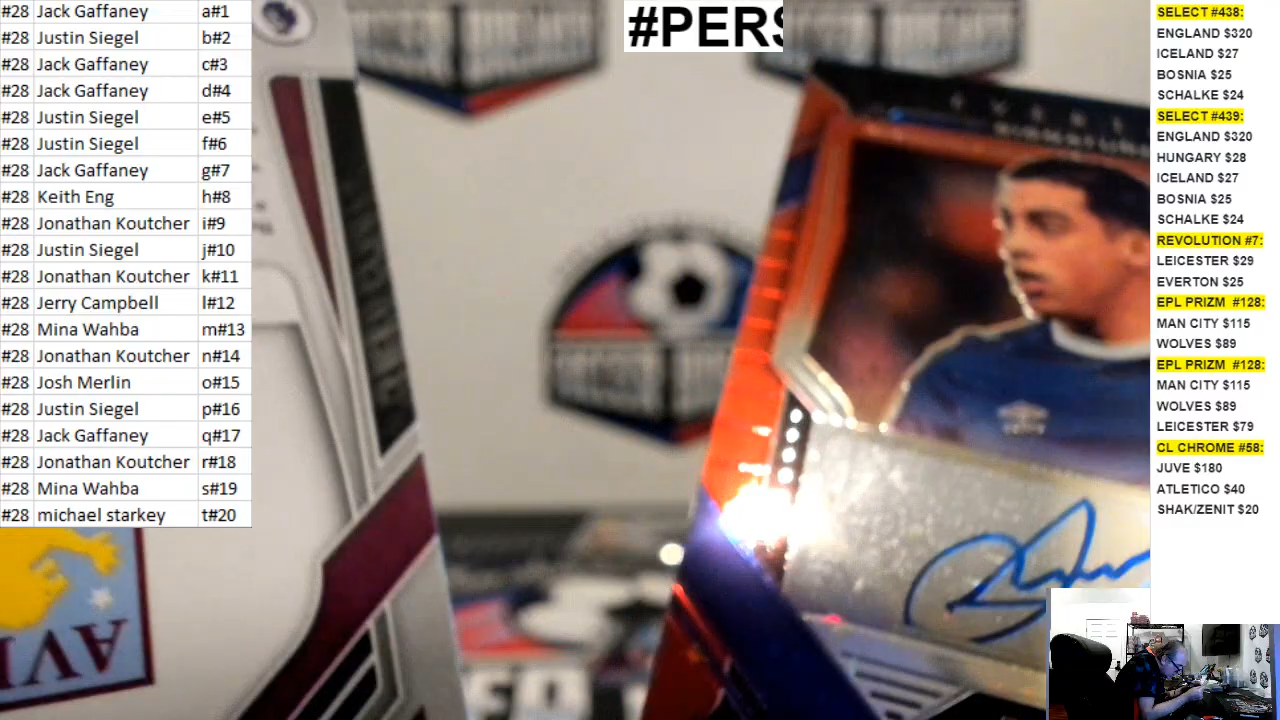 #28 Jack Gaffaney a#1
#28 Justin Siegel b#2
#28 Jack Gaffaney c#3
#28 Jack Gaffaney d#4
#28 Justin Siegel e#5
#28 Justin Siegel f#6
#28 Jack Gaffaney g#7
#28 Keith Eng h#8
#28 Jonathan Koutcher i#9
#28 Justin Siegel j#10
#28 Jonathan Koutcher k#11
#28 Jerry Campbell l#12
#28 Mina Wahba m#13
#28 Jonathan Koutcher n#14
#28 Josh Merlin o#15
#28 Justin Siegel p#16
#28 Jack Gaffaney q#17
#28 Jonathan Koutcher r#18
#28 Mina Wahba s#19
#28 michael starkey t#20
#PERS
AVI
SELECT #438:
ENGLAND $320
ICELAND $27
BOSNIA $25
SCHALKE $24
SELECT #439:
ENGLAND $320
HUNGARY $28
ICELAND $27
BOSNIA $25
SCHALKE $24
REVOLUTION #7:
LEICESTER $29
EVERTON $25
EPL PRIZM #128:
MAN CITY $115
WOLVES $89
EPL PRIZM #128:
MAN CITY $115
WOLVES $89
LEICESTER $79
CL CHROME #58:
JUVE $180
ATLETICO $40
SHAK/ZENIT $20